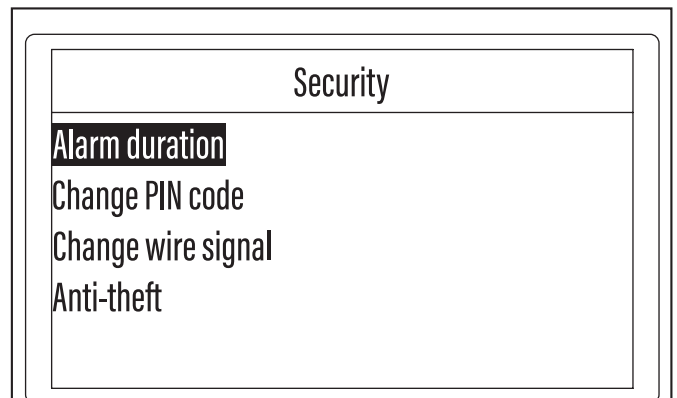 Security
Alarm duration
Change PIN code
Change wire signal
Anti-theft